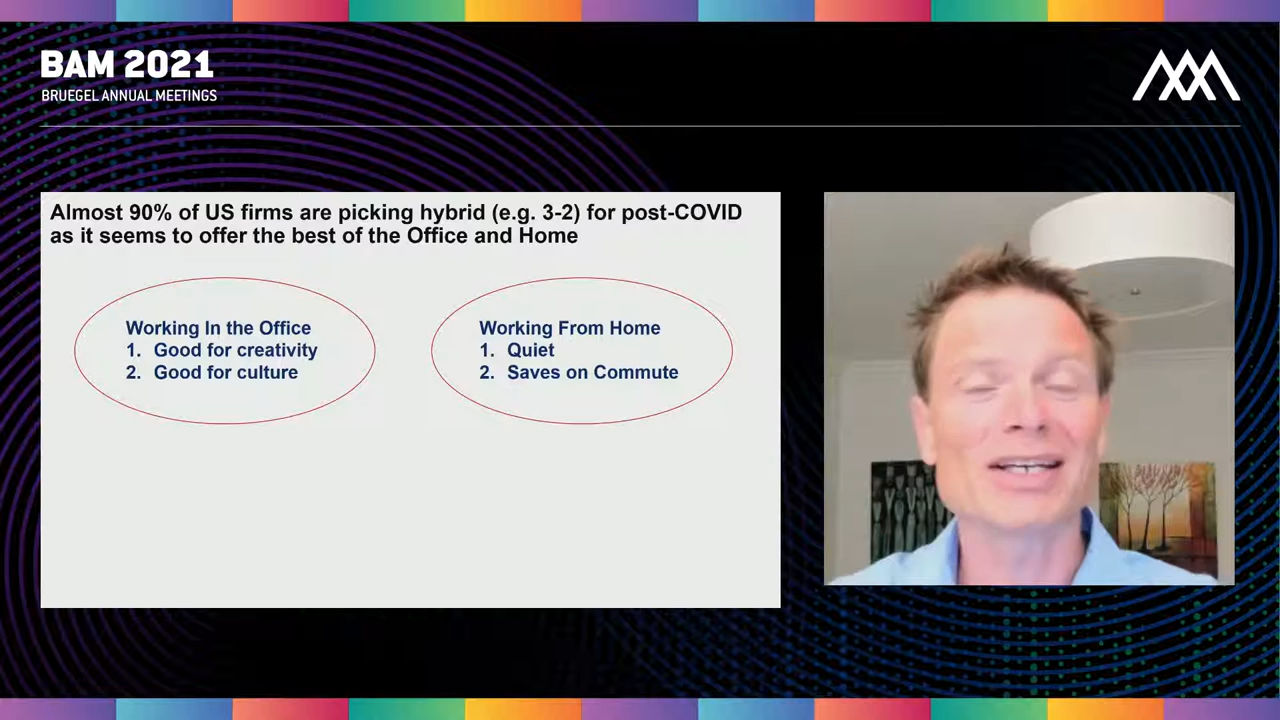 BAM 2021
BRUEGEL ANNUAL MEETINGS
Almost 90% of US firms are picking hybrid (e.g. 3-2) for post-COVID
as it seems to offer the best of the Office and Home
Working In the Office
1. Good for creativity
2. Good for culture
Working From Home
1. Quiet
2. Saves on Commute